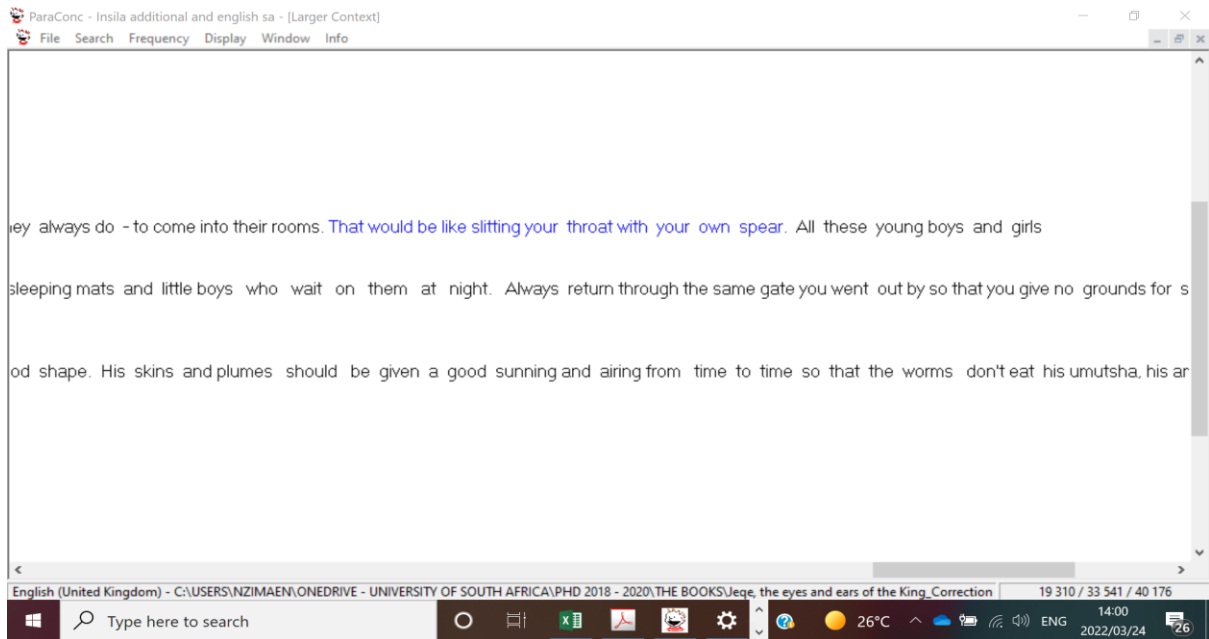 ParaConc - Insila additional and english sa - [Larger Context]
File Search Frequency Display Window Info
ey always do - to come into their rooms. That would be like slitting your throat with your own spear. All these young boys and girls
sleeping mats and little boys who wait on them at night. Always return through the same gate you went out by so that you give no grounds for s
od shape. His skins and plumes should be given a good sunning and airing from time to time so that the worms don't eat his umutsha, his ar
English (United Kingdom) - C:\USERS\NZIMAEN\ONEDRIVE - UNIVERSITY OF SOUTH AFRICA\PHD 2018 - 2020\THE BOOKS\Jeqe, the eyes and ears of the King_Correction 19 310 / 33 541 / 40 176
Type here to search 26°C ENG 14:00
2022/03/24 26